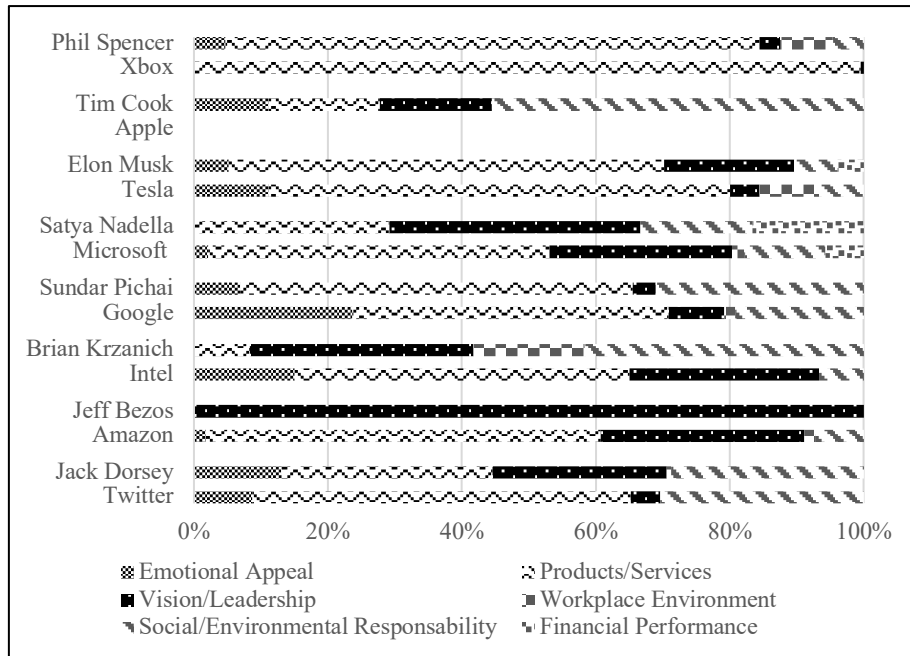 Phil Spencer
Xbox
Tim Cook
Apple
Elon Musk
Tesla
Satya Nadella
Microsoft
Sundar Pichai
Google
Brian Krzanich
Intel
Jeff Bezos
Amazon
Jack Dorsey
Twitter
0% 20% 40% 60% 80% 100%
Emotional Appeal Products/Services
Vision/Leadership Workplace Environment
Social/Environmental Responsability Financial Performance